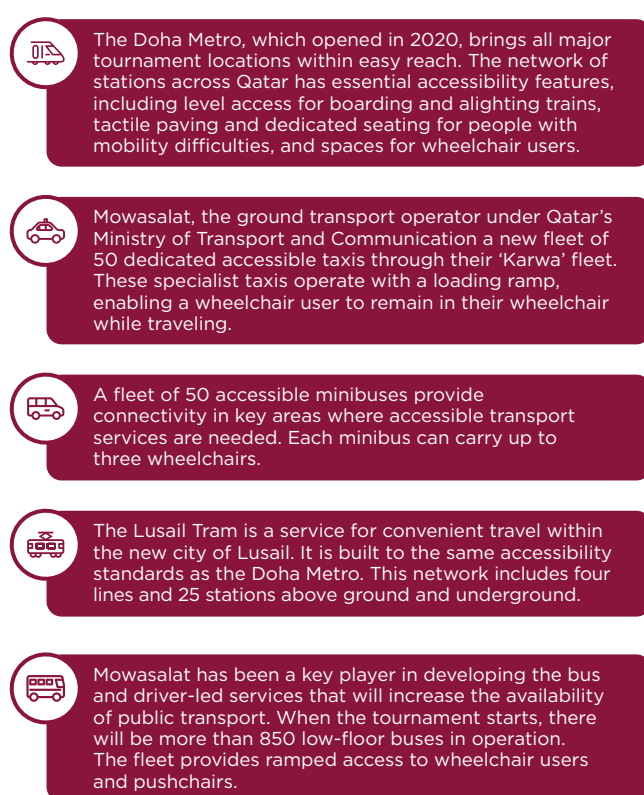 The Doha Metro, which opened in 2020, brings all major
tournament locations within easy reach. The network of
stations across Qatar has essential accessibility features,
including level access for boarding and alighting trains,
tactile paving and dedicated seating for people with
mobility difficulties, and spaces for wheelchair users.
Mowasalat, the ground transport operator under Qatar's
Ministry of Transport and Communication a new fleet of
50 dedicated accessible taxis through their 'Karwa' fleet.
These specialist taxis operate with a loading ramp,
enabling a wheelchair user to remain in their wheelchair
while traveling.
A fleet of 50 accessible minibuses provide
connectivity in key areas where accessible transport
services are needed. Each minibus can carry up to
three wheelchairs.
The Lusail Tram is a service for convenient travel within
the new city of Lusail. It is built to the same accessibility
standards as the Doha Metro. This network includes four
lines and 25 stations above ground and underground.
Mowasalat has been a key player in developing the bus
and driver-led services that will increase the availability
of public transport. When the tournament starts, there
will be more than 850 low-floor buses in operation.
The fleet provides ramped access to wheelchair users
and pushchairs.